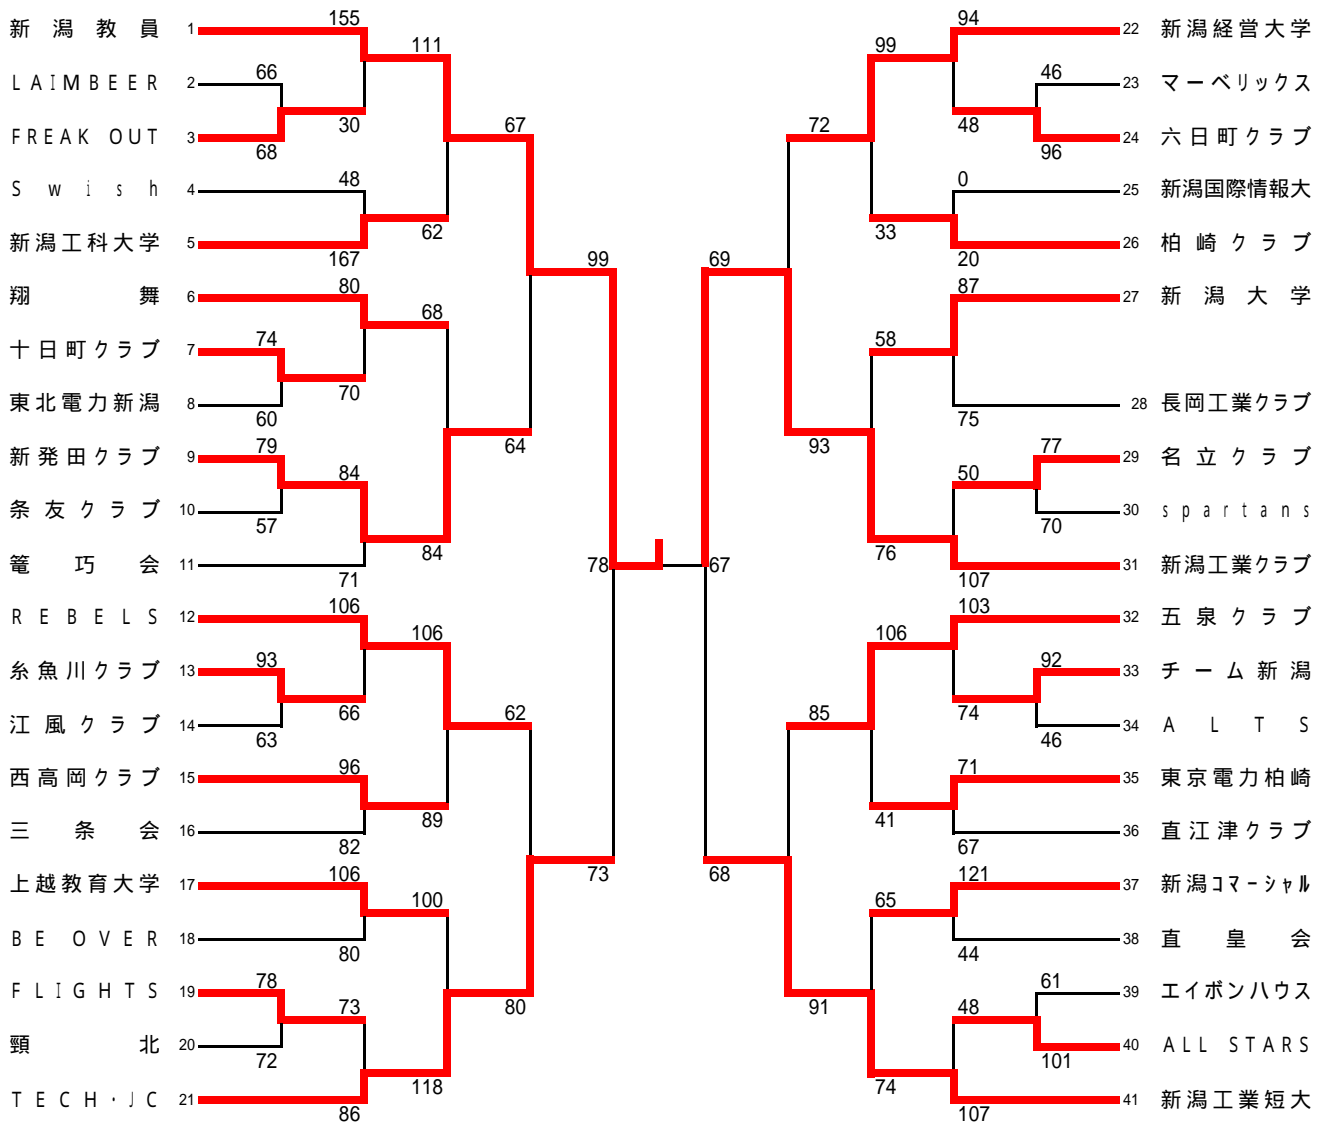 155
94
新潟教員 1
22 新潟経営大学
111
99
66
46
LAIMBEER 2
23 マーベリックス
30
48
67
72
FREAK OUT 3
24 六日町クラブ
68
96
48
0
Swish 4
25 新潟国際情報大
62
33
新潟工科大学 5
26 柏崎クラブ
167
20
99
69
80
87
翔舞 6
27 新潟大学
68
58
74
十日町クラブ 7
70
東北電力新潟 8
28 長岡工業クラブ
60
75
64
93
79
77
新発田クラブ 9
29 名立クラブ
84
50
条友クラブ 10
30 spartans
57
70
84
76
篭巧会 11
78
67
31 新潟工業クラブ
71
107
106
103
REBELS 12
32 五泉クラブ
106
106
93
92
糸魚川クラブ 13
33 チーム新潟
66
74
62
85
江風クラブ 14
34 ALTS
63
46
96
71
西高岡クラブ 15
35 東京電力柏崎
89
41
三条会 16
36 直江津クラブ
82
67
73
68
106
121
上越教育大学 17
37 新潟コマーシャル
100
65
BE OVER 18
38 直皇会
80
44
78
61
FLIGHTS 19
39 エイボンハウス
73
48
80
91
頸北 20
40 ALL STARS
72
101
118
74
TECH・JC 21
41 新潟工業短大
86
107